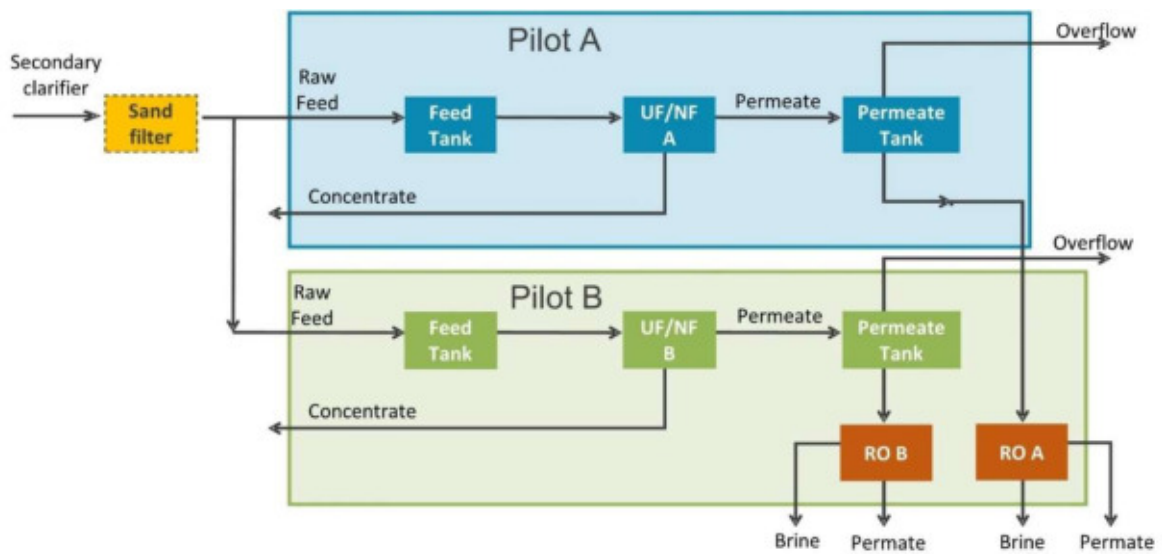 Pilot A
Overflow
Secondary
clarifier
Raw
Feed
Sand
filter
Feed
Tank
UF/NF
A
Permeate
Permeate
Tank
Concentrate
Overflow
Pilot B
Raw
Feed
Feed
Tank
UF/NF
B
Permeate
Permeate
Tank
Concentrate
RO B
RO A
Brine
Permate
Brine
Permate